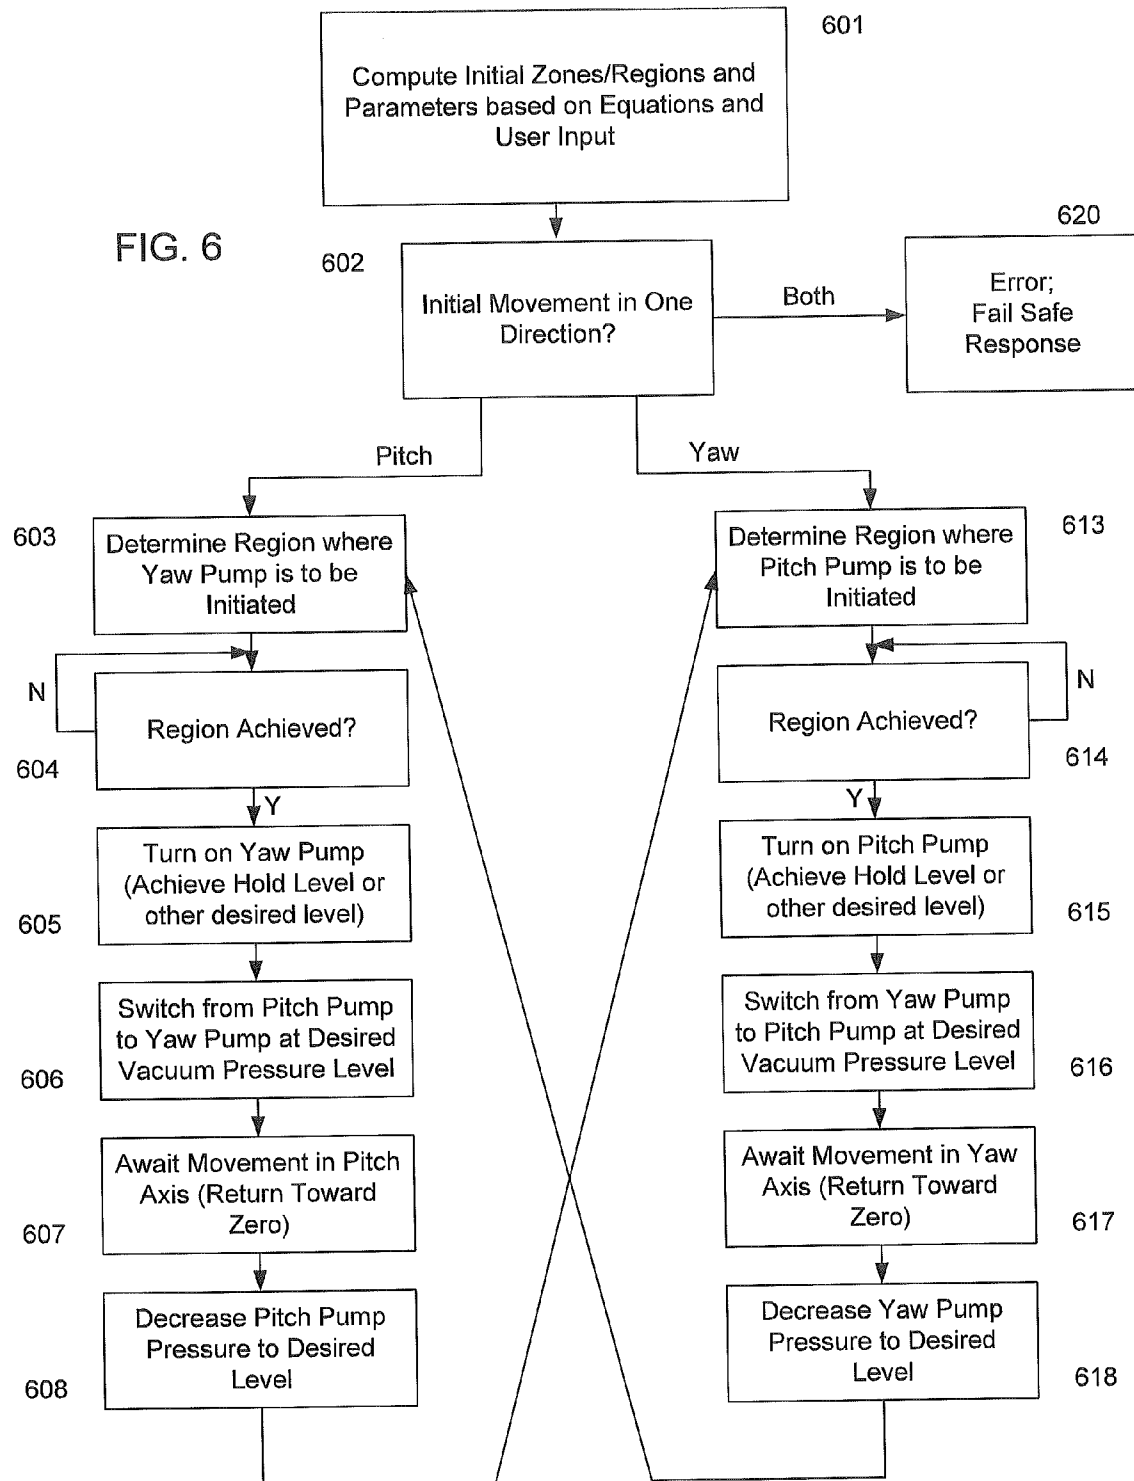 601
Compute Initial Zones/Regions and
Parameters based on Equations and
User Input
FIG. 6
602
Initial Movement in One
Direction?
Both
620
Error;
Fail Safe
Response
Pitch
Yaw
603
Determine Region where
Yaw Pump is to be
Initiated
N
Region Achieved?
604
Y
Turn on Yaw Pump
(Achieve Hold Level or
other desired level)
605
Switch from Pitch Pump
to Yaw Pump at Desired
Vacuum Pressure Level
606
Await Movement in Pitch
Axis (Return Toward
Zero)
607
Decrease Pitch Pump
Pressure to Desired
Level
608
613
Determine Region where
Pitch Pump is to be
Initiated
N
Region Achieved?
614
Y
Turn on Pitch Pump
(Achieve Hold Level or
other desired level)
615
Switch from Yaw Pump
to Pitch Pump at Desired
Vacuum Pressure Level
616
Await Movement in Yaw
Axis (Return Toward
Zero)
617
Decrease Yaw Pump
Pressure to Desired
Level
618